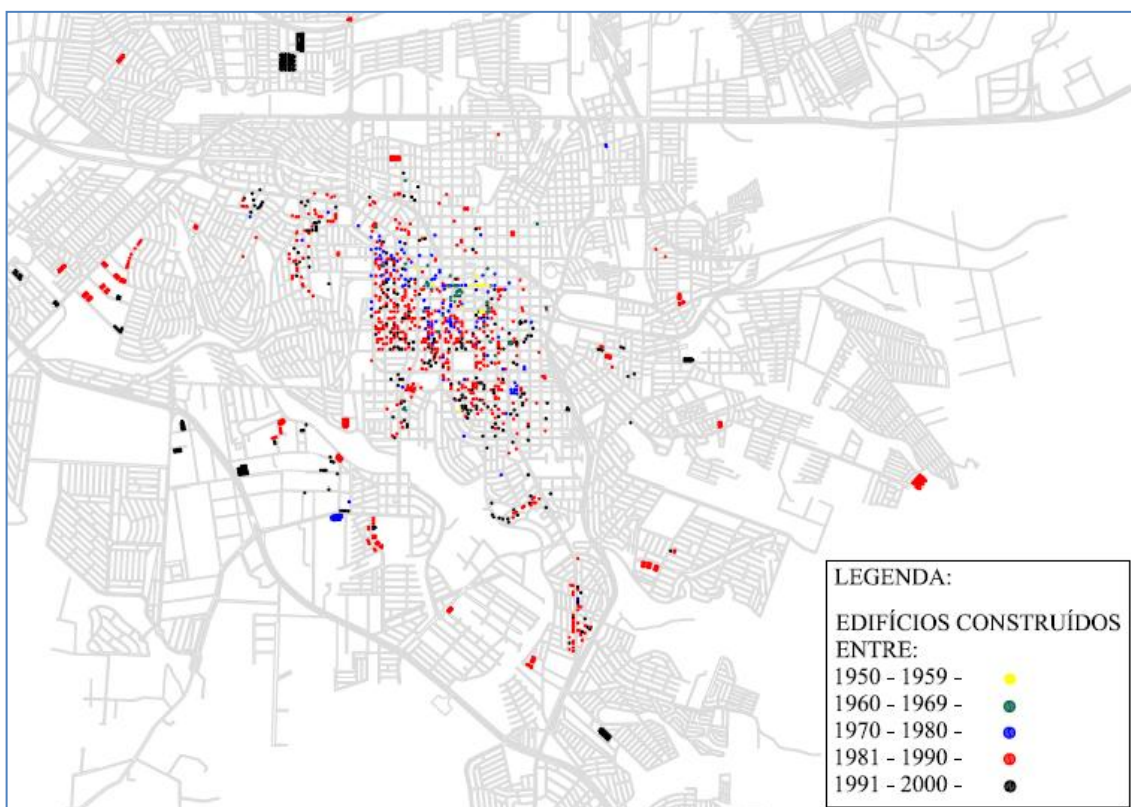 LEGENDA:
EDIFÍCIOS CONSTRUÍDOS
ENTRE:
1950 - 1959 -
1960 - 1969 -
1970 - 1980 -
1981 - 1990 -
1991 - 2000 -